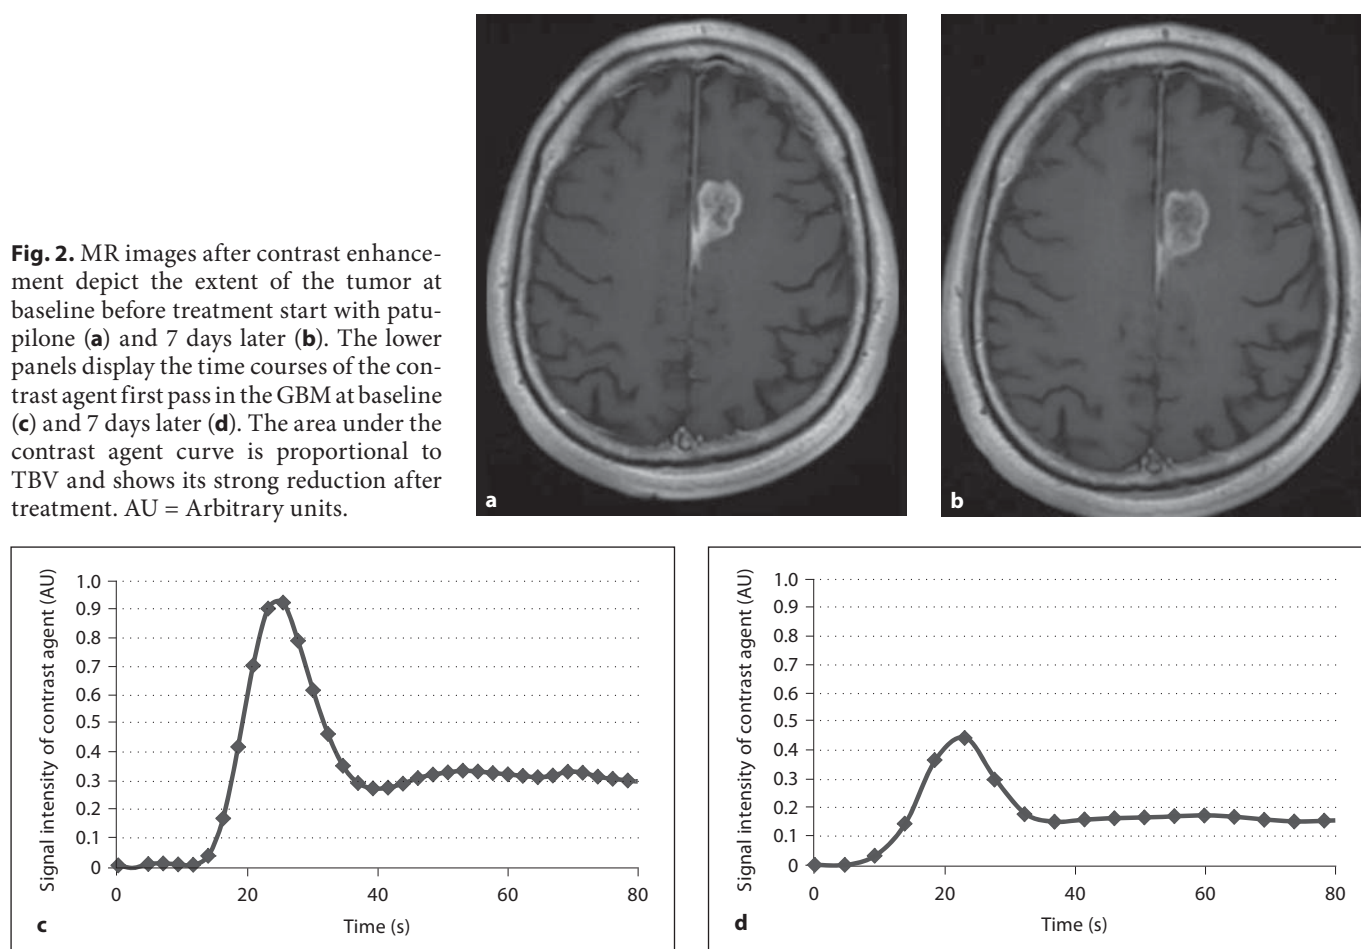 Fig. 2. MR images after contrast enhance-
ment depict the extent of the tumor at
baseline before treatment start with patu-
pilone (a) and 7 days later (b). The lower
panels display the time courses of the con-
trast agent first pass in the GBM at baseline
(c) and 7 days later (d). The area under the
contrast agent curve is proportional to
TBV and shows its strong reduction after
treatment. AU = Arbitrary units.
a
b
Signal intensity of contrast agent (AU)
1.0
0.9
0.8
0.7
0.6
0.5
0.4
0.3
0.2
0.1
0
0 20 40 60 80
Time (s)
c
Signal intensity of contrast agent (AU)
1.0
0.9
0.8
0.7
0.6
0.5
0.4
0.3
0.2
0.1
0
0 20 40 60 80
Time (s)
d